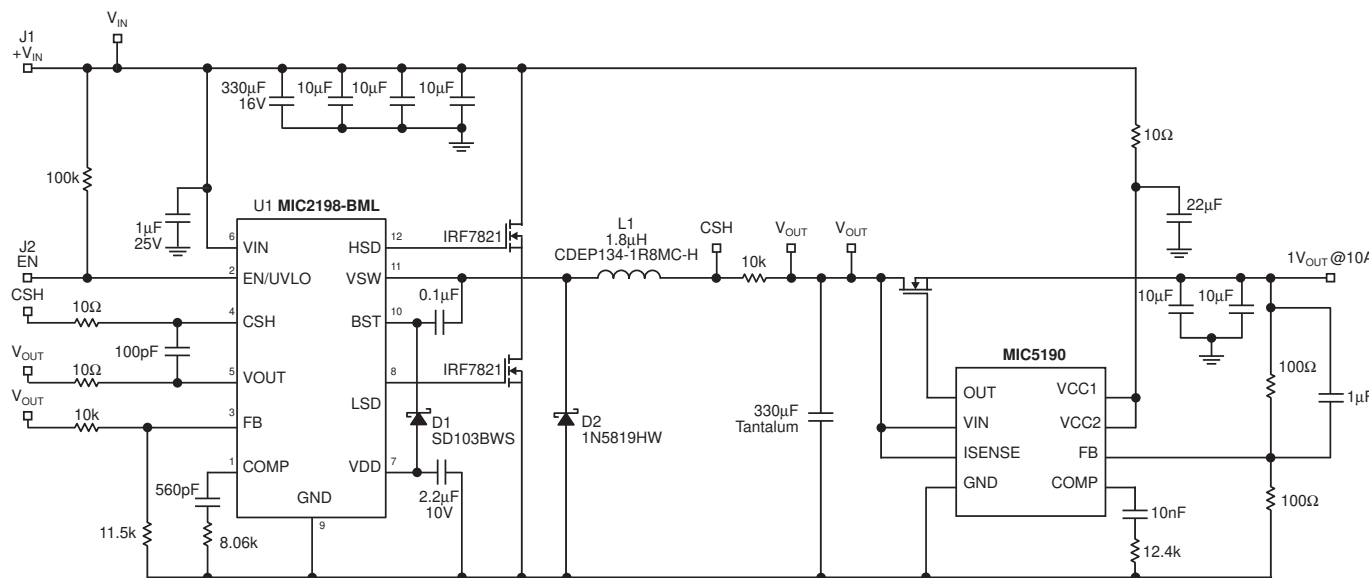 J1
+VIN
VIN
330µF
16V
10µF
10µF
10µF
10Ω
22µF
100k
1µF
25V
U1 MIC2198-BML
6
VIN
2
EN/UVLO
4
CSH
5
VOUT
3
FB
1
COMP
GND
9
HSD
12
VSW
11
BST
10
LSD
8
VDD
7
J2
EN
CSH
10Ω
100pF
VOUT
10Ω
VOUT
10k
560pF
11.5k
8.06k
IRF7821
0.1µF
IRF7821
D1
SD103BWS
2.2µF
10V
D2
1N5819HW
L1
1.8µH
CDEP134-1R8MC-H
CSH
10k
VOUT
VOUT
330µF
Tantalum
MIC5190
OUT
VIN
ISENSE
GND
VCC1
VCC2
FB
COMP
10nF
12.4k
1VOUT@10A
10µF
10µF
100Ω
1µF
100Ω